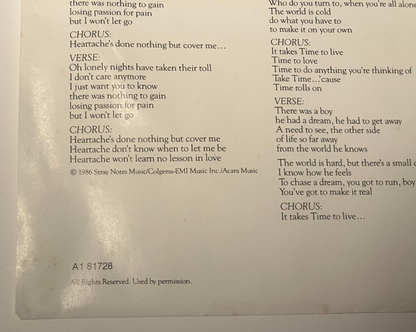 there was nothing to gain
losing passion for pain
but I won't let go
CHORUS:
Heartache's done nothing but cover me...
VERSE:
Oh lonely nights have taken their toll
I don't care anymore
I just want you to know
there was nothing to gain
losing passion for pain
but I won't let go
CHORUS:
Heartache's done nothing but cover me
Heartache don't know when to let me be
Heartache won't learn no lesson in love
© 1986 Stray Notes Music/Colgems-EMI Music Inc./Acara Music
A1 81728
All Rights Reserved. Used by permission.
Who do you turn to, when you're all alone
The world is cold
do what you have to
to make it on your own
CHORUS:
It takes Time to live
Time to love
Time to do anything you're thinking of
Take Time...'cause
Time rolls on
VERSE:
There was a boy
he had a dream, he had to get away
A need to see, the other side
of life so far away
from the world he knows
The world is hard, but there's a small
I know how he feels
To chase a dream, you got to run, boy
You've got to make it real
CHORUS:
It takes Time to live...